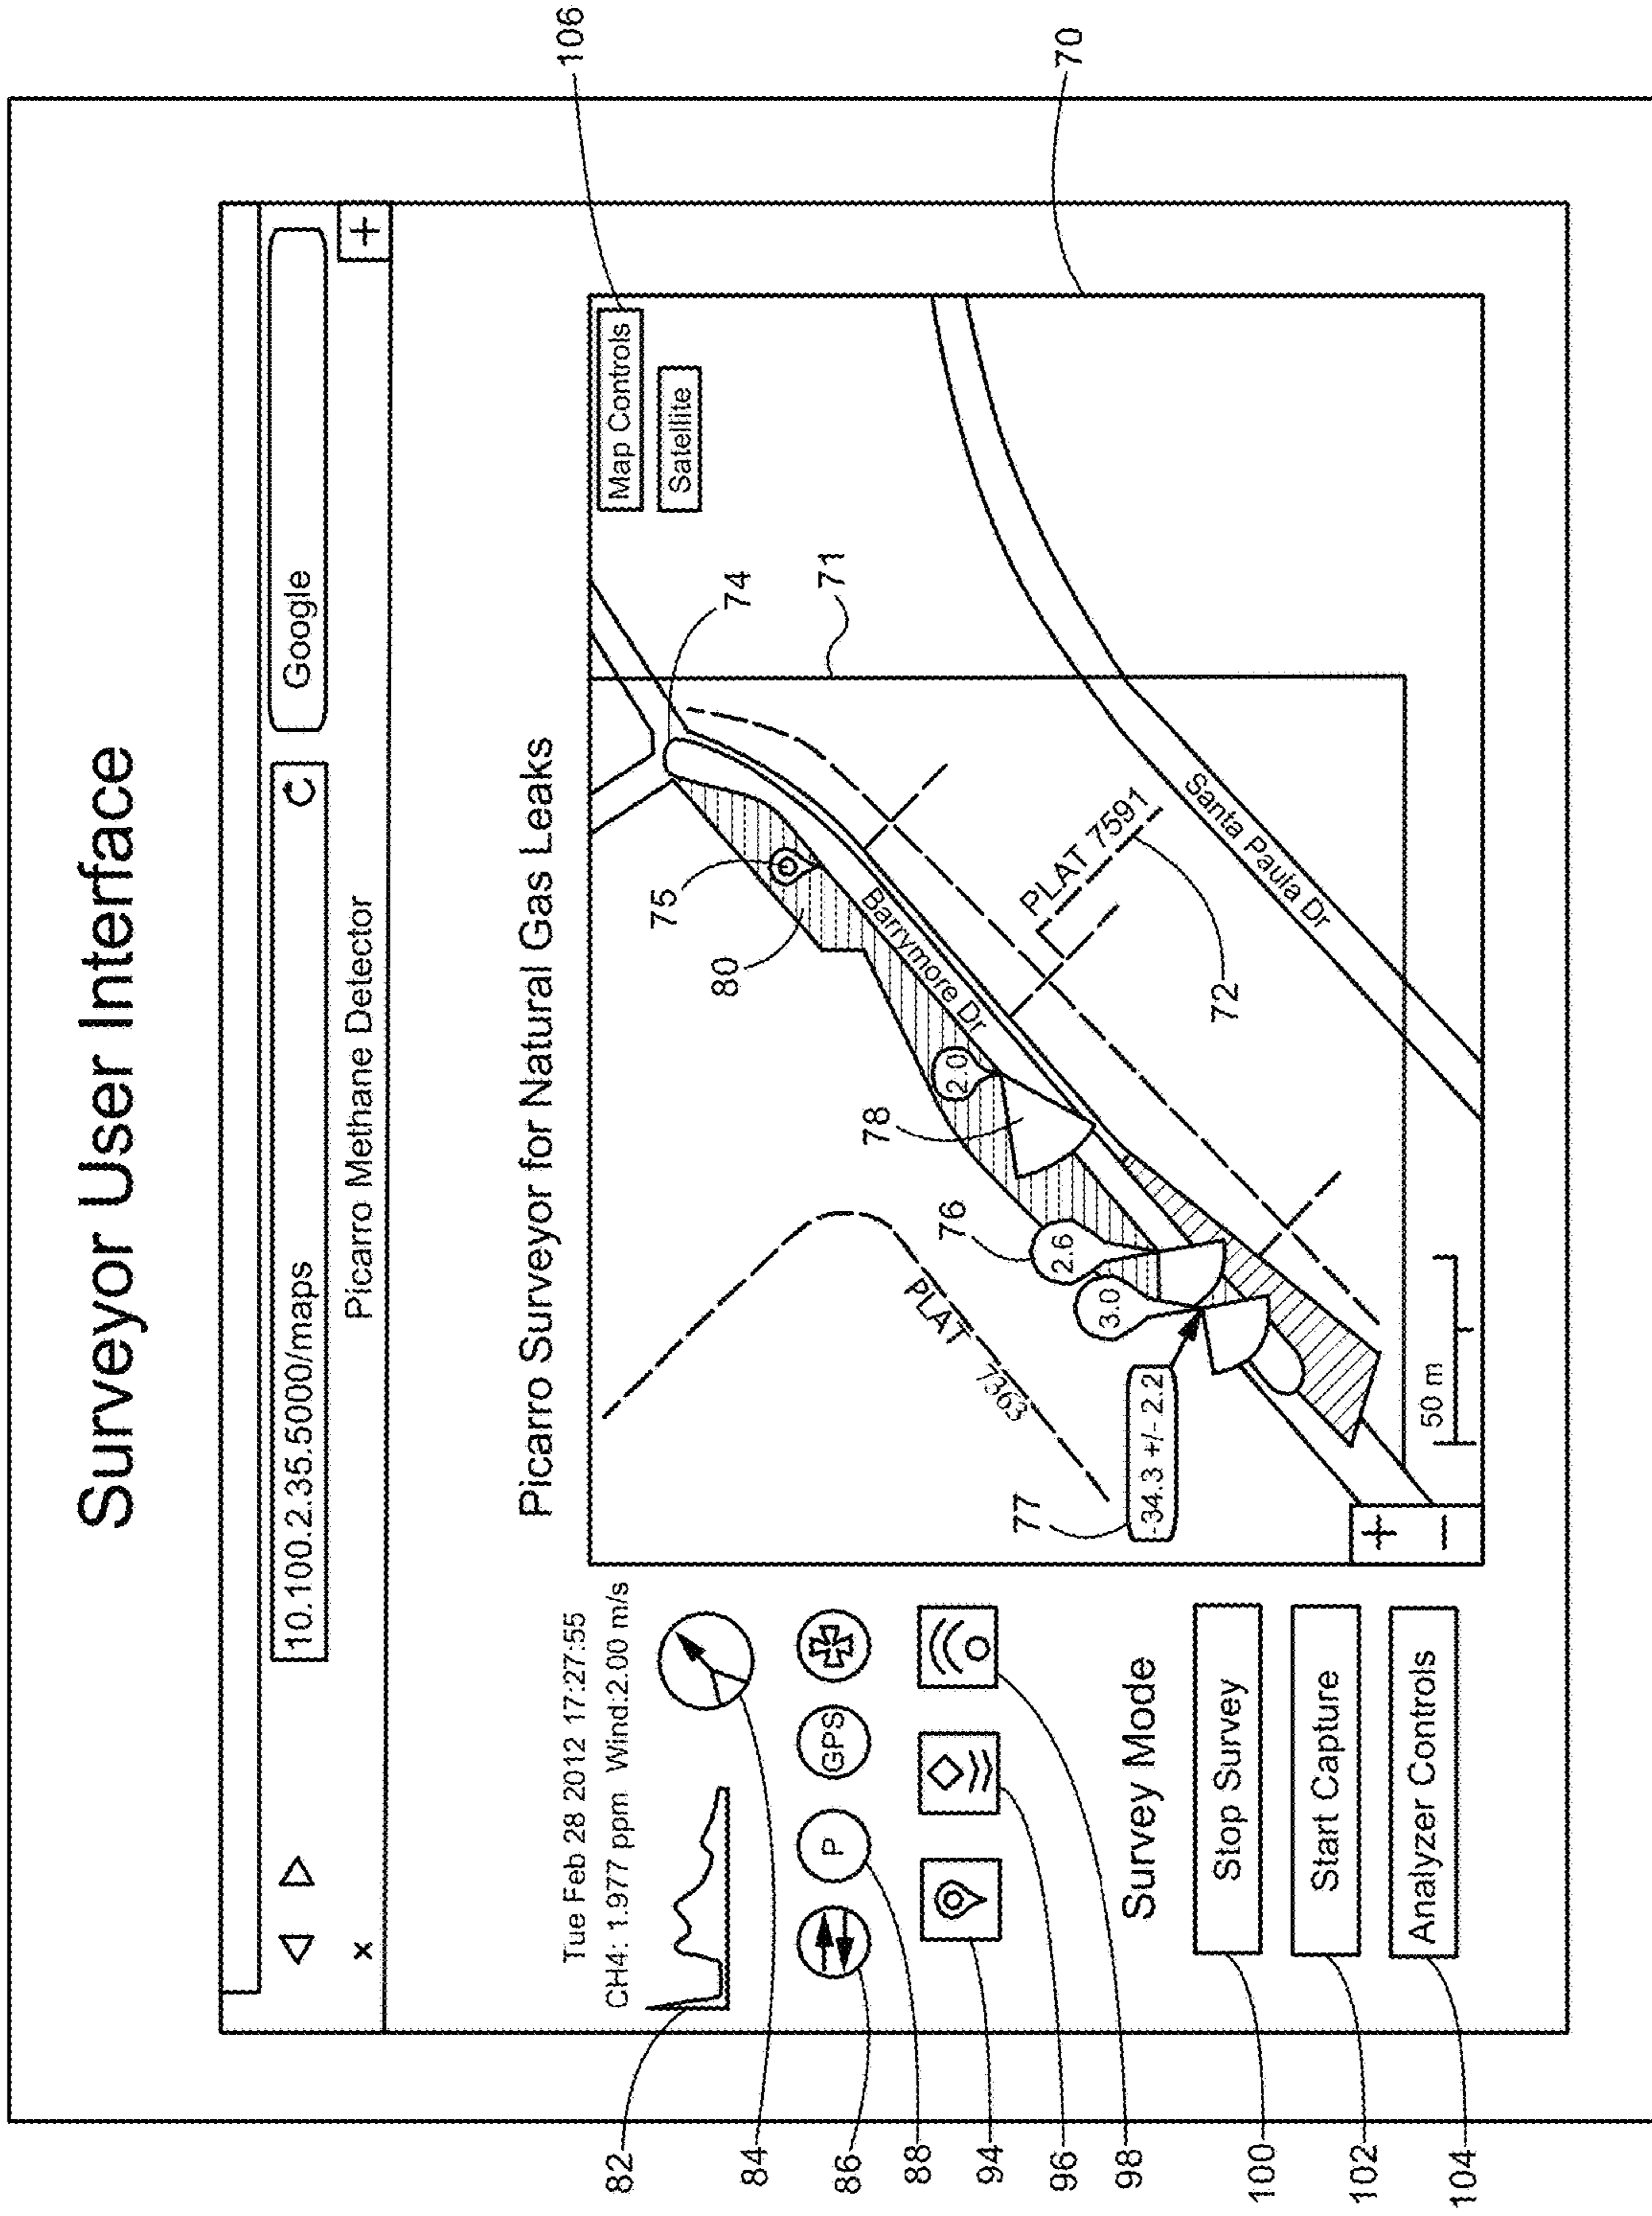 Surveyor User Interface
10.100.2.35.5000/maps
Google
×
Picarro Methane Detector
+
Picarro Surveyor for Natural Gas Leaks
Tue Feb 28 2012 17:27:55
CH4: 1.977 ppm Wind:2.00 m/s
P
GPS
Survey Mode
Stop Survey
Start Capture
Analyzer Controls
Map Controls
Satellite
PLAT 7363
PLAT 7591
Barrymore Dr
Santa Paula Dr
2.0
2.6
3.0
-34.3 +/- 2.2
50 m
+
−
82
84
86
88
94
96
98
100
102
104
106
70
71
74
75
80
72
78
76
77